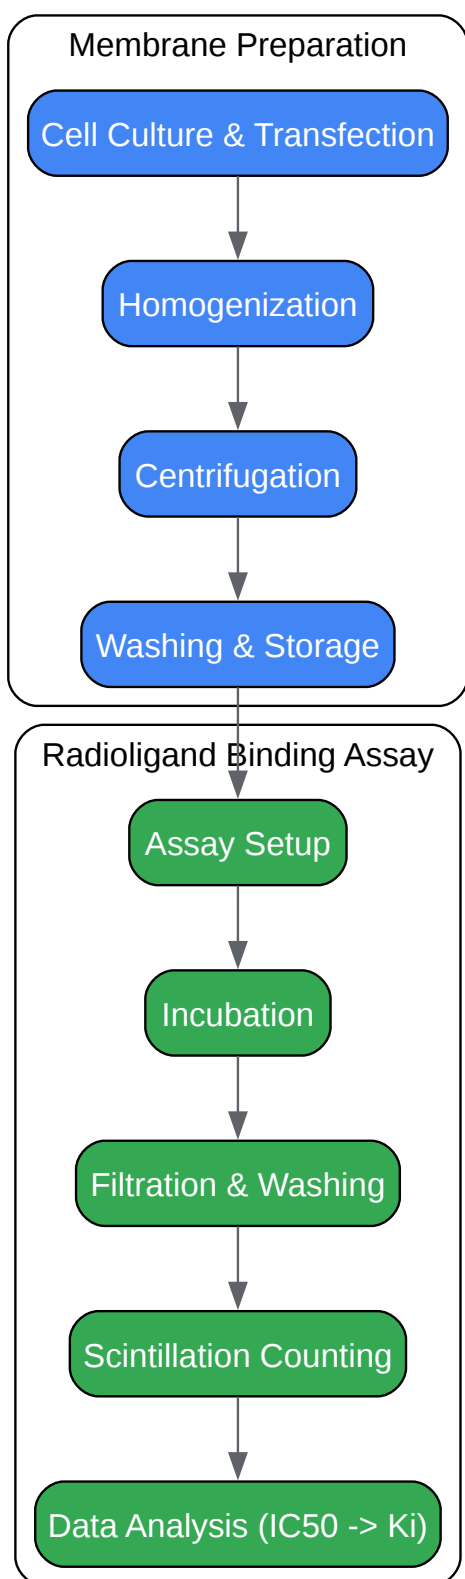 Membrane Preparation
Cell Culture & Transfection
Homogenization
Centrifugation
Washing & Storage
Radioligand Binding Assay
Assay Setup
Incubation
Filtration & Washing
Scintillation Counting
Data Analysis (IC50 -> Ki)